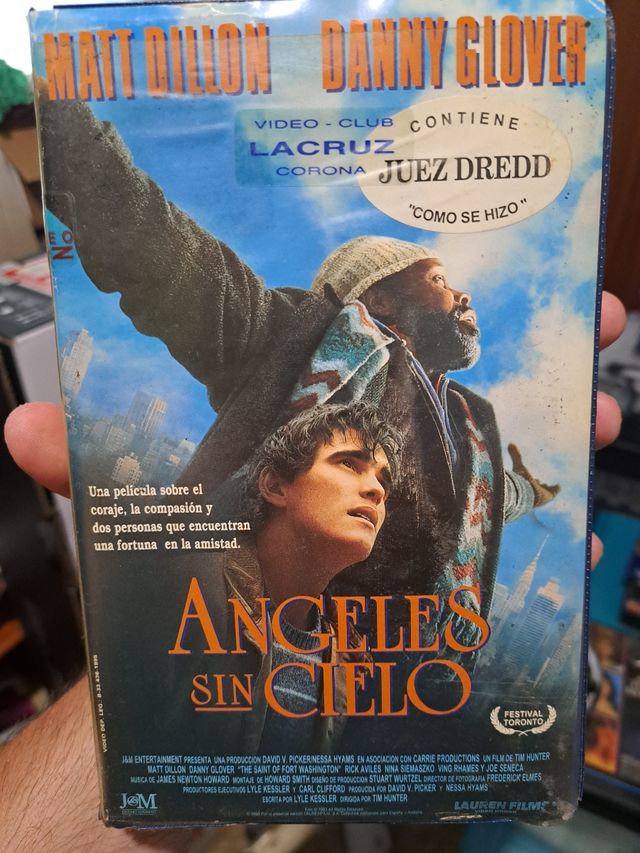 MATT DILLON DANNY GLOVER
VIDEO - CLUB
LACRUZ
CORONA
CONTIENE
JUEZ DREDD
"COMO SE HIZO"
Una película sobre el
coraje, la compasión y
dos personas que encuentran
una fortuna en la amistad.
ANGELES
SIN CIELO
FESTIVAL
TORONTO
J&M ENTERTAINMENT PRESENTA UNA PRODUCCION DAVID V. PICKER/NESSA HYAMS EN ASOCIACION CON CARRIE PRODUCTIONS UN FILM DE TIM HUNTER
MATT DILLON DANNY GLOVER "THE SAINT OF FORT WASHINGTON" RICK AVILES NINA SIEMASZKO VING RHAMES Y JOE SENECA
MUSICA DE JAMES NEWTON HOWARD MONTAJE DE HOWARD SMITH DISEÑO DE PRODUCCION STUART WURTZEL DIRECTOR DE FOTOGRAFIA FREDERICK ELMES
PRODUCTORES EJECUTIVOS LYLE KESSLER Y CARL CLIFFORD PRODUCIDA POR DAVID V. PICKER Y NESSA HYAMS
ESCRITA POR LYLE KESSLER DIRIGIDA POR TIM HUNTER
J&M
ENTERTAINMENT
LAUREN FILMS